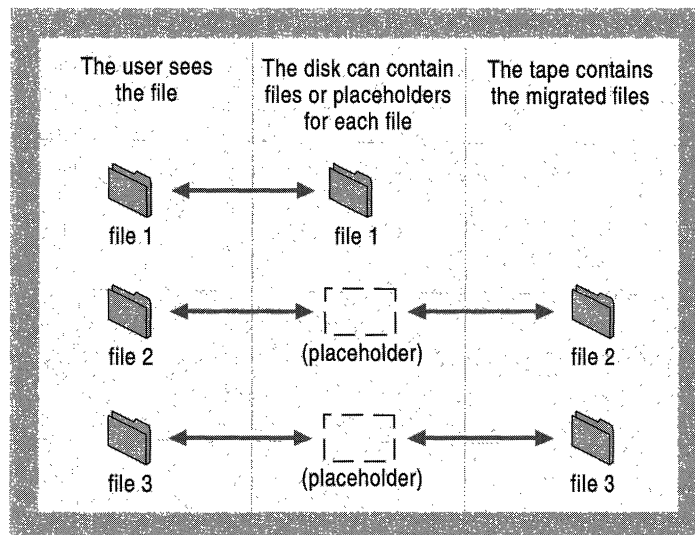 The user sees
the file
The disk can contain
files or placeholders
for each file
The tape contains
the migrated files
file 1
file 1
file 2
(placeholder)
file 2
file 3
(placeholder)
file 3